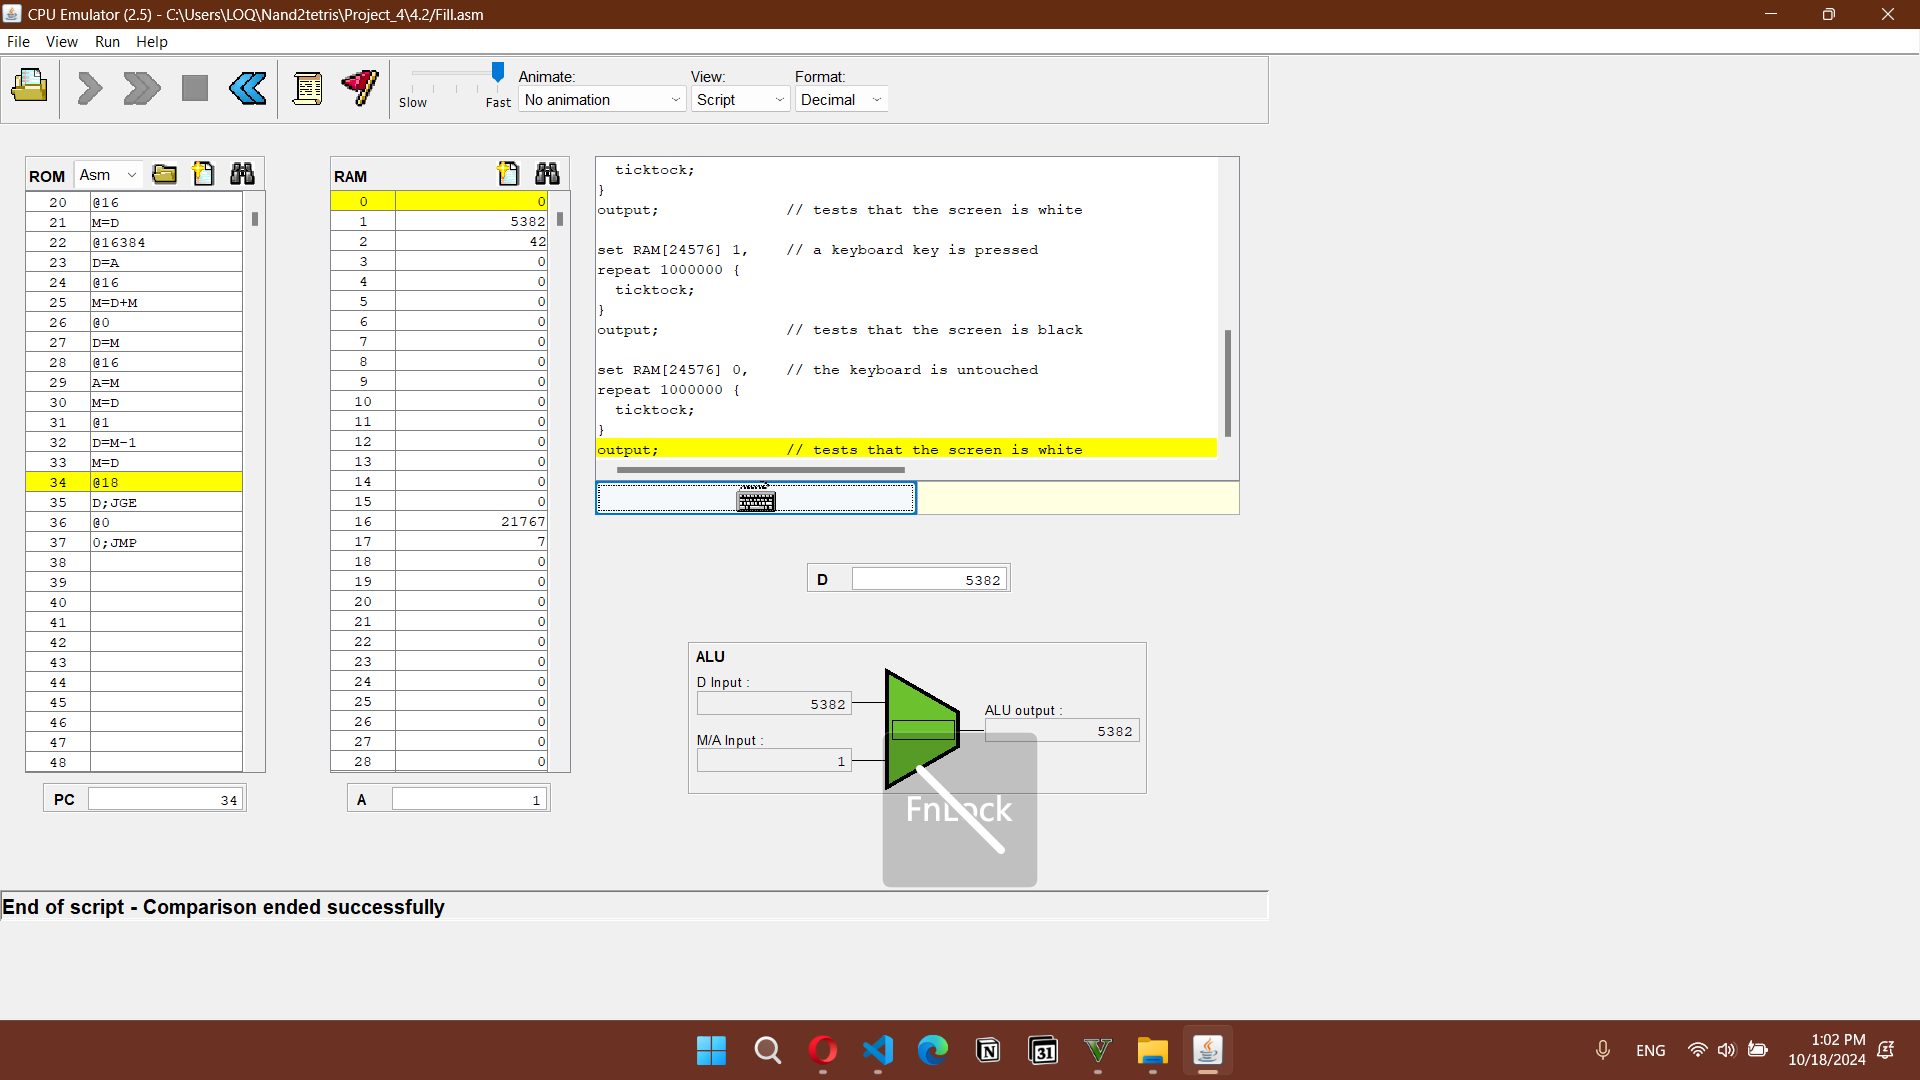 CPU Emulator (2.5) - C:\Users\LOQ\Nand2tetris\Project_4\4.2/Fill.asm
File View Run Help
Slow Fast
Animate:
No animation
View:
Script
Format:
Decimal
ROM Asm
20 @16
21 M=D
22 @16384
23 D=A
24 @16
25 M=D+M
26 @0
27 D=M
28 @16
29 A=M
30 M=D
31 @1
32 D=M-1
33 M=D
34 @18
35 D;JGE
36 @0
37 0;JMP
38
39
40
41
42
43
44
45
46
47
48
PC 34
RAM
0 0
1 5382
2 42
3 0
4 0
5 0
6 0
7 0
8 0
9 0
10 0
11 0
12 0
13 0
14 0
15 0
16 21767
17 7
18 0
19 0
20 0
21 0
22 0
23 0
24 0
25 0
26 0
27 0
28 0
A 1
ticktock;
}
output; // tests that the screen is white
set RAM[24576] 1, // a keyboard key is pressed
repeat 1000000 {
ticktock;
}
output; // tests that the screen is black
set RAM[24576] 0, // the keyboard is untouched
repeat 1000000 {
ticktock;
}
output; // tests that the screen is white
D 5382
ALU
D Input :
5382
M/A Input :
1
ALU output :
5382
FnLock
End of script - Comparison ended successfully
31
ENG
1:02 PM
10/18/2024